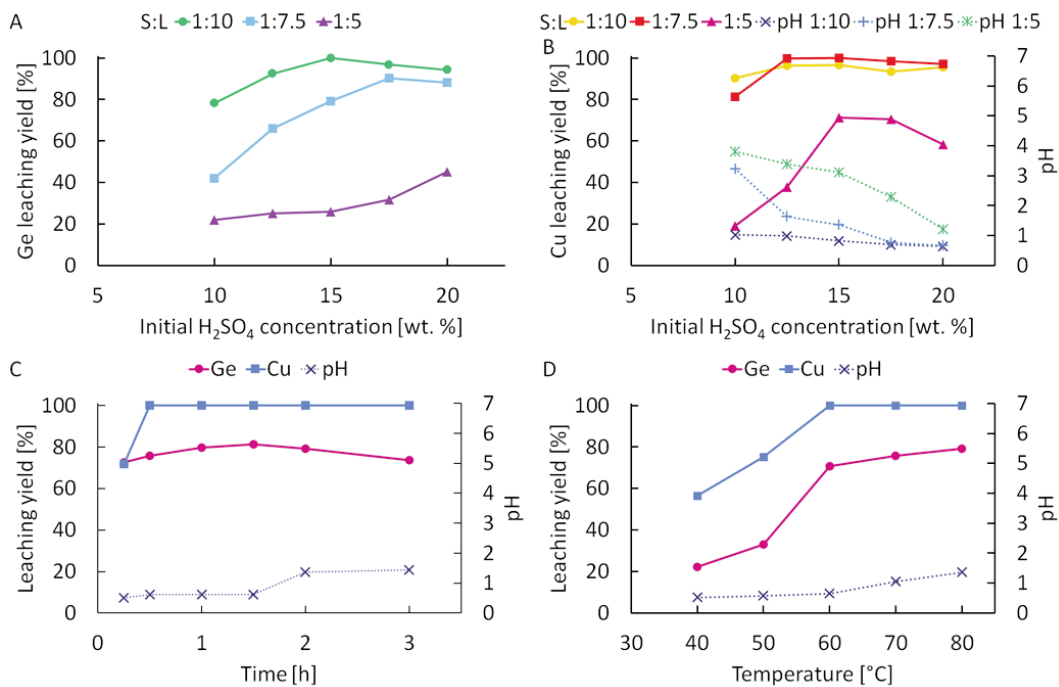 A
S:L 1:10 1:7.5 1:5
Ge leaching yield [%]
100
80
60
40
20
0
5 10 15 20
Initial H₂SO₄ concentration [wt. %]
S:L 1:10 1:7.5 1:5 pH 1:10 pH 1:7.5 pH 1:5
B
Cu leaching yield [%]
100
80
60
40
20
0
7
6
5
4
3
2
1
0
pH
5 10 15 20
Initial H₂SO₄ concentration [wt. %]
C
Ge Cu pH
Leaching yield [%]
100
80
60
40
20
0
7
6
5
4
3
2
1
0
pH
0 1 2 3
Time [h]
D
Ge Cu pH
Leaching yield [%]
100
80
60
40
20
0
7
6
5
4
3
2
1
0
pH
30 40 50 60 70 80
Temperature [°C]